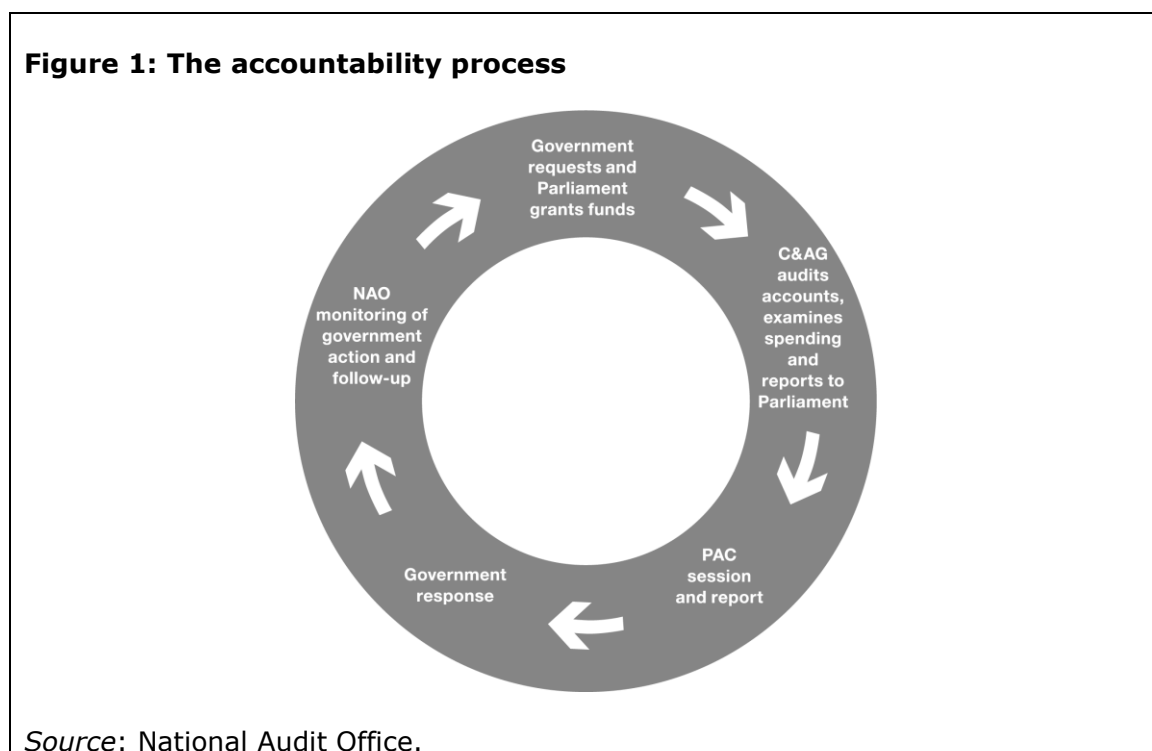 Figure 1: The accountability process
Government
requests and
Parliament
grants funds
C&AG
audits
accounts,
examines
spending
and
reports to
Parliament
PAC
session
and report
Government
response
NAO
monitoring of
government
action and
follow-up
Source: National Audit Office.